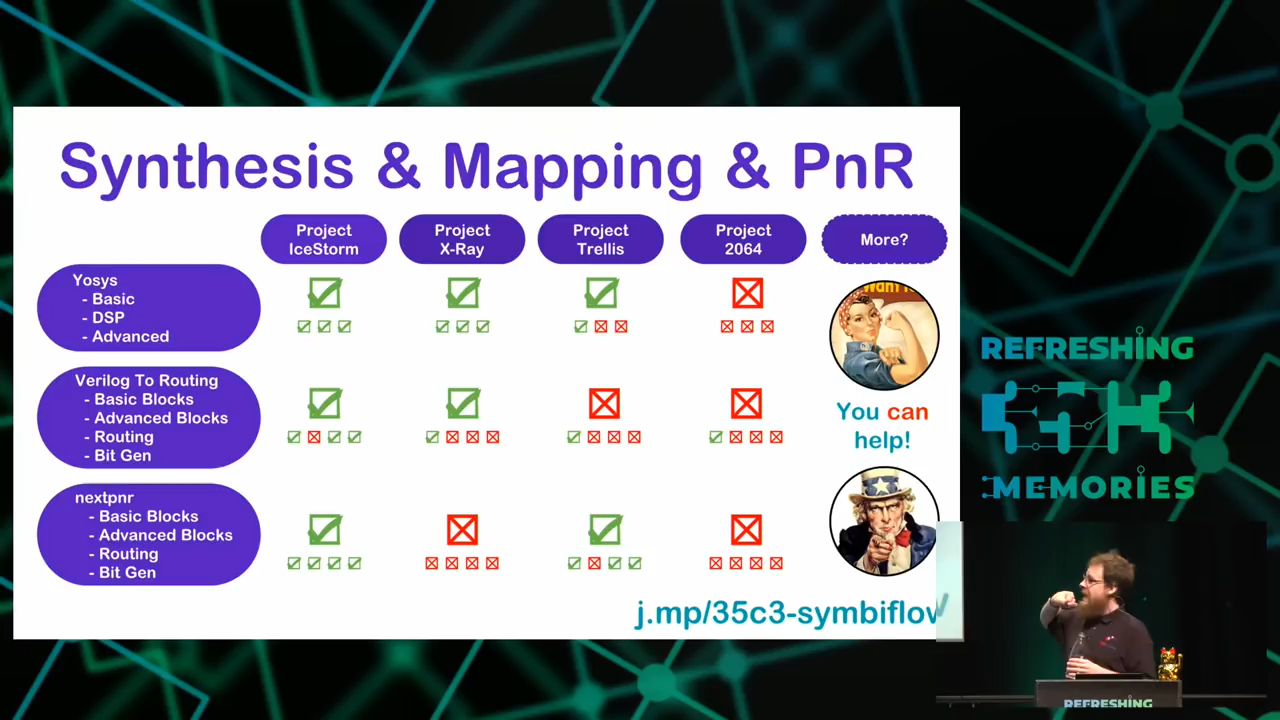 Synthesis & Mapping & PnR
Project
IceStorm
Project
X-Ray
Project
Trellis
Project
2064
More?
Yosys
- Basic
- DSP
- Advanced
Verilog To Routing
- Basic Blocks
- Advanced Blocks
- Routing
- Bit Gen
nextpnr
- Basic Blocks
- Advanced Blocks
- Routing
- Bit Gen
You can
help!
j.mp/35c3-symbiflow
REFRESHING
35C3
MEMORIES
REFRESHING